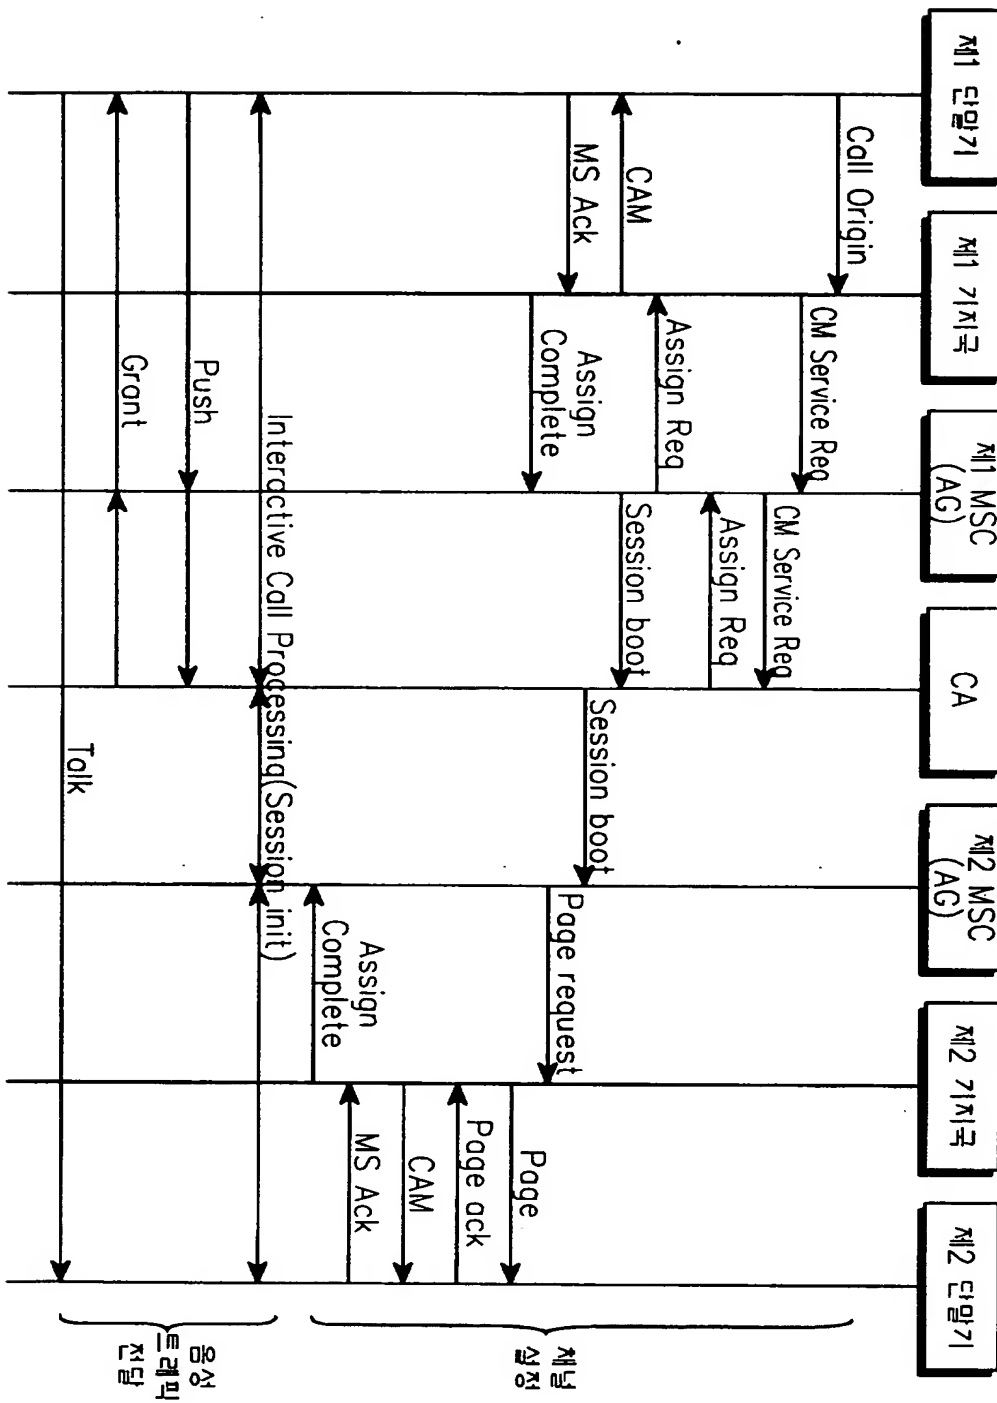 제1 단말기
제1 기지국
제1 MSC
(AG)
CA
제2 MSC
(AG)
제2 기지국
제2 단말기
Call Origin
CM Service Req
CM Service Req
Assign Req
Assign Req
CAM
Session boot
Session boot
MS Ack
Page request
Assign
Complete
Page
Page ack
CAM
MS Ack
Assign
Complete
Interactive Call Processing(Session init)
Push
Grant
Talk
채널
설정
음성
트래픽
전달